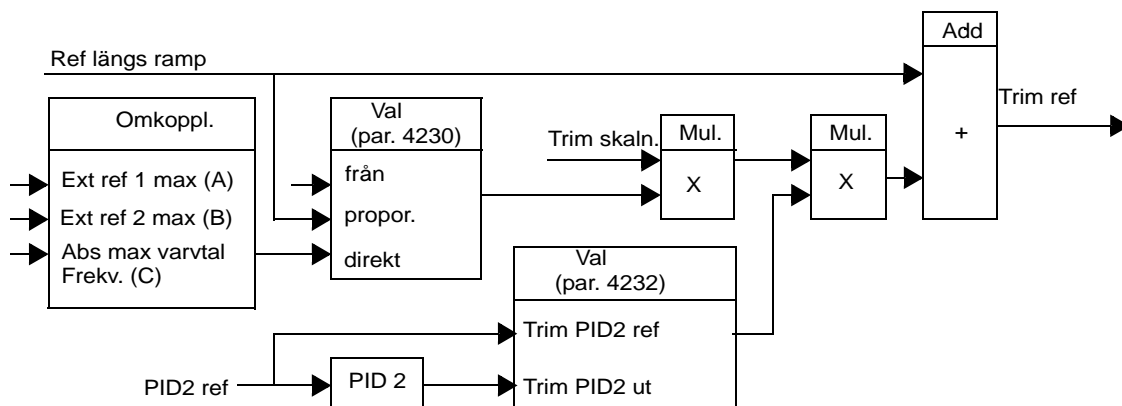 Add
Ref längs ramp
Trim ref
Omkoppl.
Val
(par. 4230)
Trim skaln.
Mul.
Mul.
+
Ext ref 1 max (A)
från
X
X
Ext ref 2 max (B)
propor.
Abs max varvtal
Frekv. (C)
direkt
Val
(par. 4232)
Trim PID2 ref
PID2 ref
PID 2
Trim PID2 ut